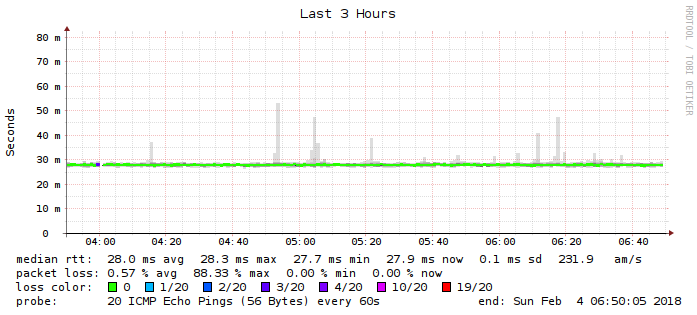 Last 3 Hours
RRDTOOL / TOBI OETIKER
Seconds
80 m
70 m
60 m
50 m
40 m
30 m
20 m
10 m
0
04:00 04:20 04:40 05:00 05:20 05:40 06:00 06:20 06:40
median rtt: 28.0 ms avg 28.3 ms max 27.7 ms min 27.9 ms now 0.1 ms sd 231.9 am/s
packet loss: 0.57 % avg 88.33 % max 0.00 % min 0.00 % now
loss color: 0 1/20 2/20 3/20 4/20 10/20 19/20
probe: 20 ICMP Echo Pings (56 Bytes) every 60s end: Sun Feb 4 06:50:05 2018